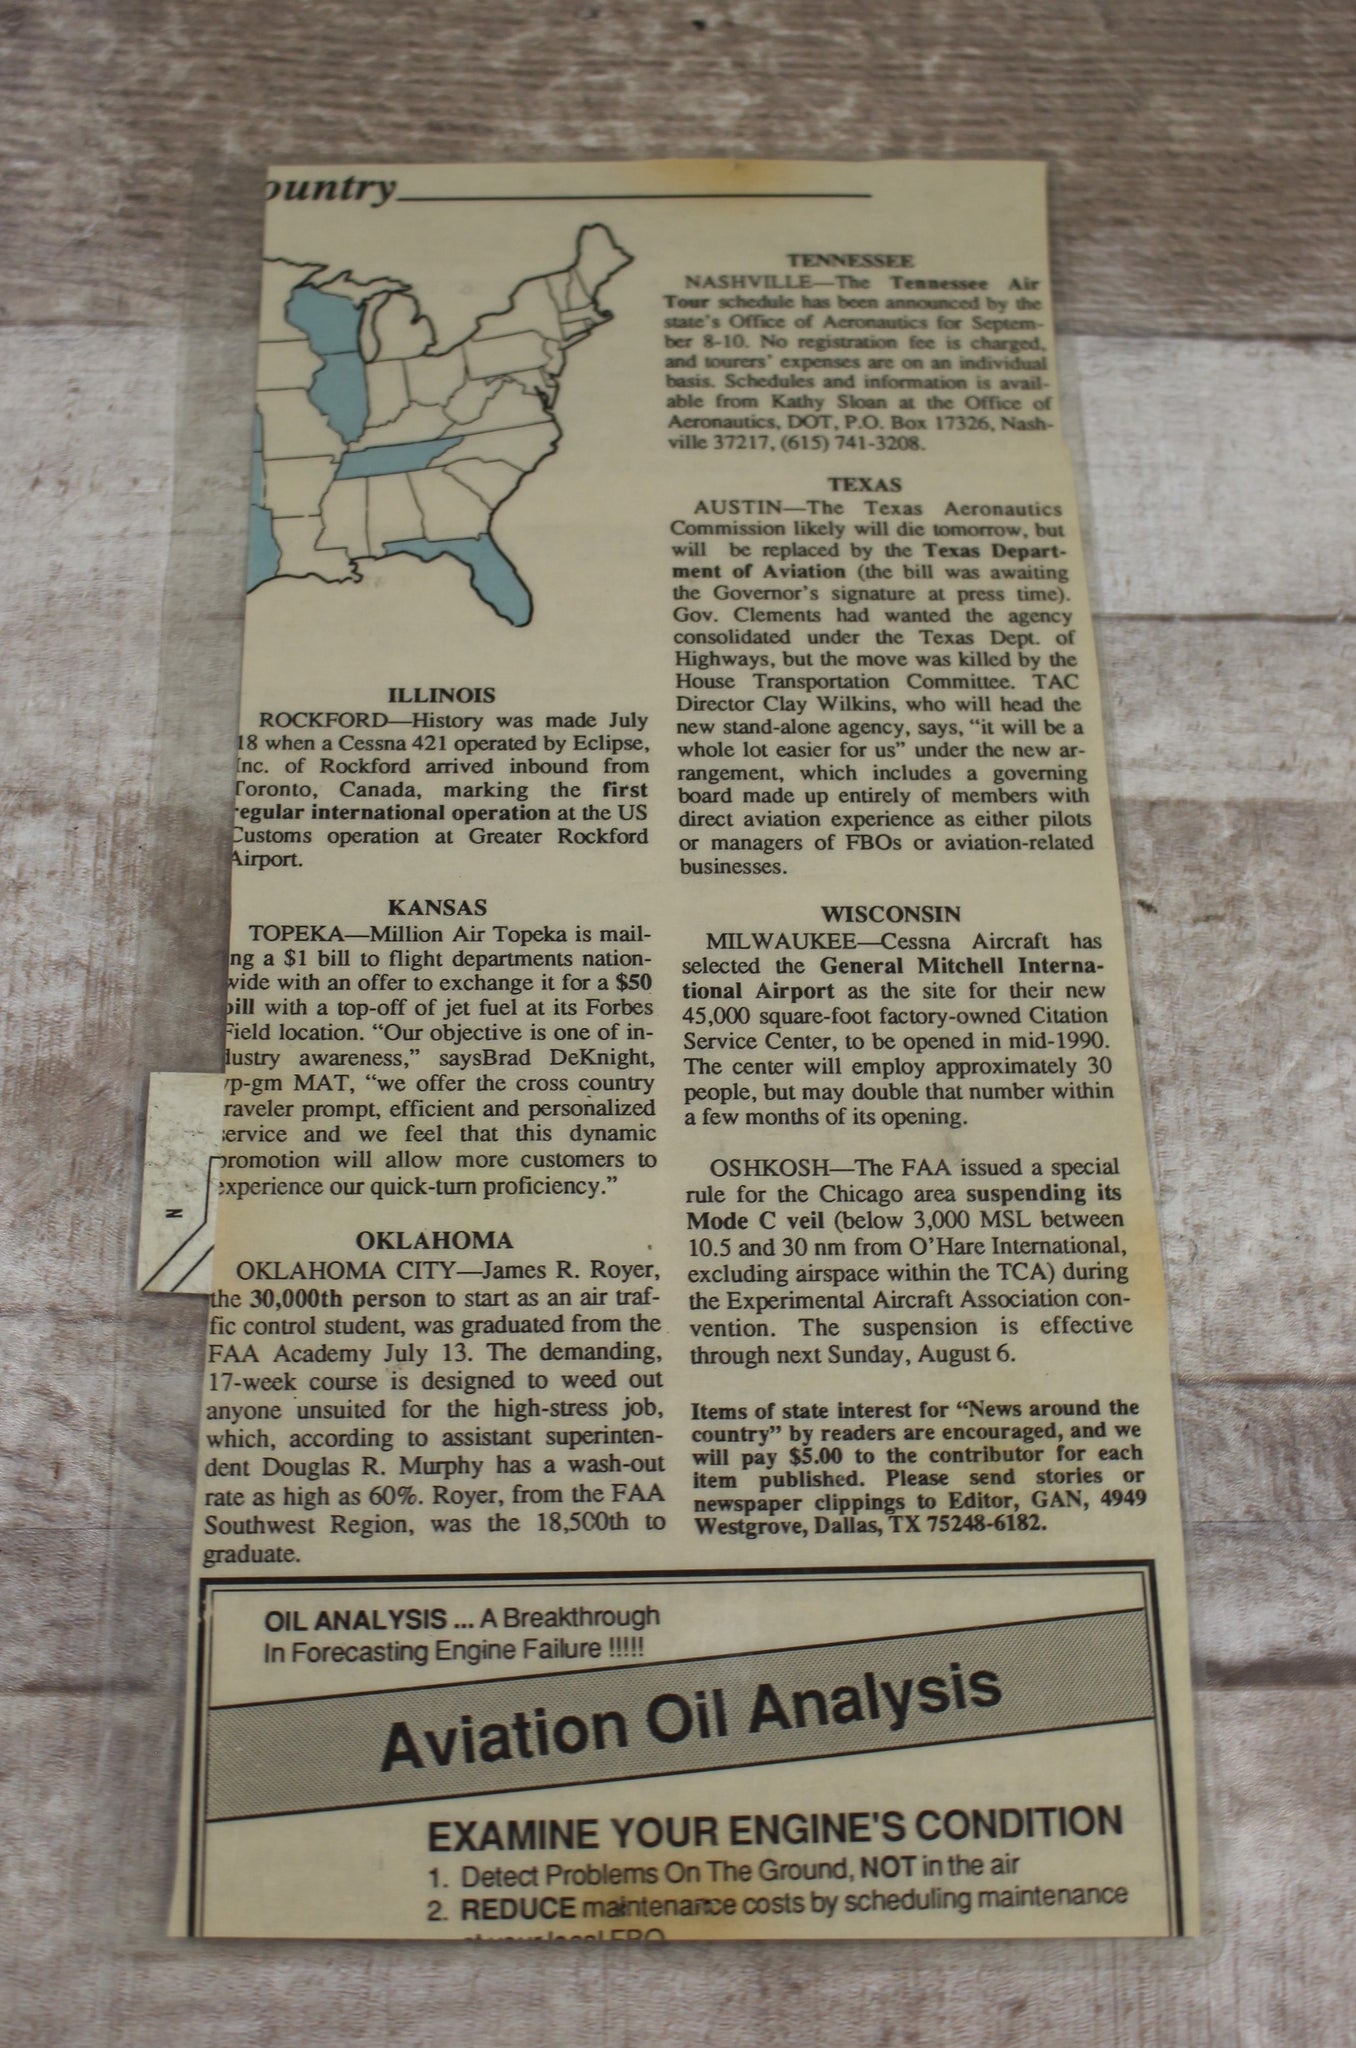 ountry
ILLINOIS
ROCKFORD—History was made July
18 when a Cessna 421 operated by Eclipse,
Inc. of Rockford arrived inbound from
Toronto, Canada, marking the first
regular international operation at the US
Customs operation at Greater Rockford
Airport.
KANSAS
TOPEKA—Million Air Topeka is mail-
ng a $1 bill to flight departments nation-
wide with an offer to exchange it for a $50
bill with a top-off of jet fuel at its Forbes
Field location. “Our objective is one of in-
dustry awareness,” saysBrad DeKnight,
vp-gm MAT, “we offer the cross country
raveler prompt, efficient and personalized
service and we feel that this dynamic
promotion will allow more customers to
experience our quick-turn proficiency.”
N
OKLAHOMA
OKLAHOMA CITY—James R. Royer,
the 30,000th person to start as an air traf-
fic control student, was graduated from the
FAA Academy July 13. The demanding,
17-week course is designed to weed out
anyone unsuited for the high-stress job,
which, according to assistant superinten-
dent Douglas R. Murphy has a wash-out
rate as high as 60%. Royer, from the FAA
Southwest Region, was the 18,500th to
graduate.
TENNESSEE
NASHVILLE—The Tennessee Air
Tour schedule has been announced by the
state’s Office of Aeronautics for Septem-
ber 8-10. No registration fee is charged,
and tourers’ expenses are on an individual
basis. Schedules and information is avail-
able from Kathy Sloan at the Office of
Aeronautics, DOT, P.O. Box 17326, Nash-
ville 37217, (615) 741-3208.
TEXAS
AUSTIN—The Texas Aeronautics
Commission likely will die tomorrow, but
will be replaced by the Texas Depart-
ment of Aviation (the bill was awaiting
the Governor’s signature at press time).
Gov. Clements had wanted the agency
consolidated under the Texas Dept. of
Highways, but the move was killed by the
House Transportation Committee. TAC
Director Clay Wilkins, who will head the
new stand-alone agency, says, “it will be a
whole lot easier for us” under the new ar-
rangement, which includes a governing
board made up entirely of members with
direct aviation experience as either pilots
or managers of FBOs or aviation-related
businesses.
WISCONSIN
MILWAUKEE—Cessna Aircraft has
selected the General Mitchell Interna-
tional Airport as the site for their new
45,000 square-foot factory-owned Citation
Service Center, to be opened in mid-1990.
The center will employ approximately 30
people, but may double that number within
a few months of its opening.
OSHKOSH—The FAA issued a special
rule for the Chicago area suspending its
Mode C veil (below 3,000 MSL between
10.5 and 30 nm from O’Hare International,
excluding airspace within the TCA) during
the Experimental Aircraft Association con-
vention. The suspension is effective
through next Sunday, August 6.
Items of state interest for “News around the
country” by readers are encouraged, and we
will pay $5.00 to the contributor for each
item published. Please send stories or
newspaper clippings to Editor, GAN, 4949
Westgrove, Dallas, TX 75248-6182.
OIL ANALYSIS ... A Breakthrough
In Forecasting Engine Failure !!!!!
Aviation Oil Analysis
EXAMINE YOUR ENGINE'S CONDITION
1. Detect Problems On The Ground, NOT in the air
2. REDUCE maintenance costs by scheduling maintenance
at your local FBO